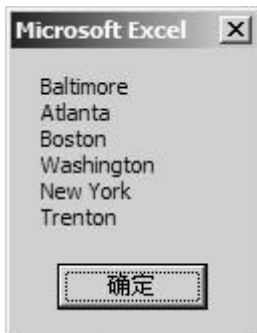 Microsoft Excel
Baltimore
Atlanta
Boston
Washington
New York
Trenton
确定